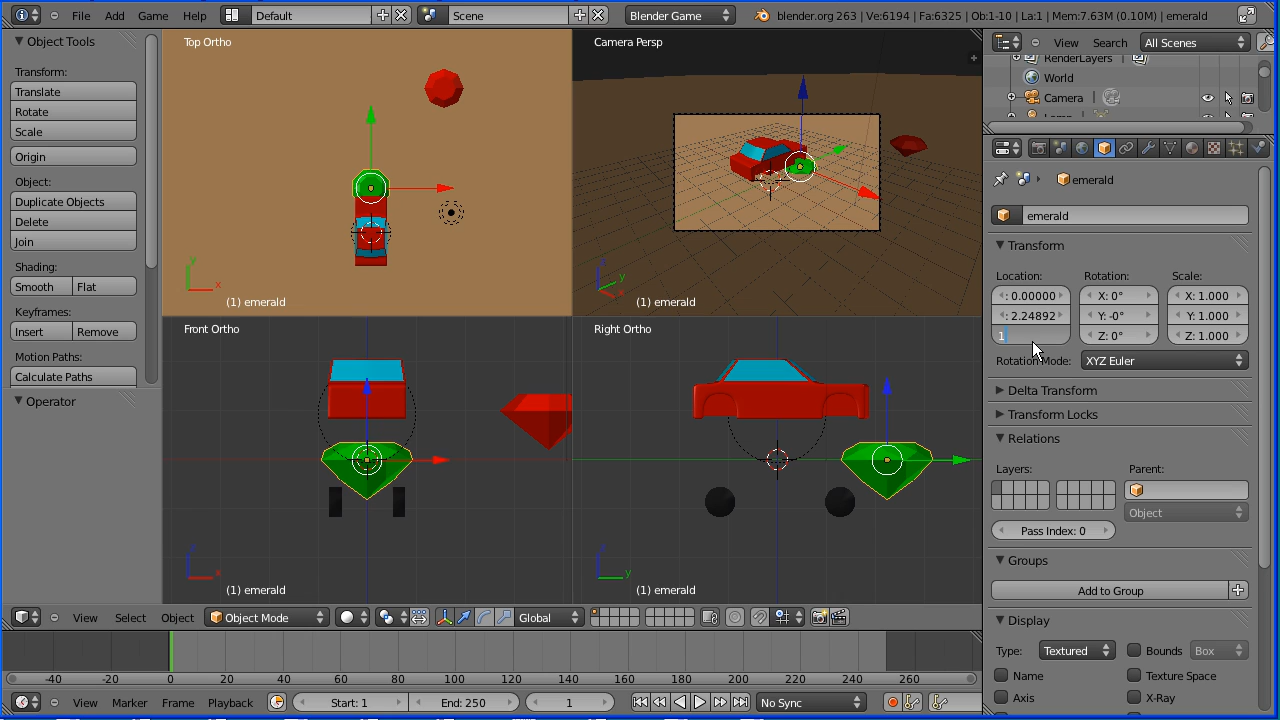 File Add Game Help Default Scene Blender Game blender.org 263 | Ve:6194 | Fa:6325 | Ob:1-10 | La:1 | Mem:7.63M (0.10M) | emerald
Object Tools
Transform:
Translate
Rotate
Scale
Origin
Object:
Duplicate Objects
Delete
Join
Shading:
Smooth Flat
Keyframes:
Insert Remove
Motion Paths:
Calculate Paths
Operator
Top Ortho
y
x
(1) emerald
Camera Persp
z
y
x
(1) emerald
Front Ortho
z
x
(1) emerald
Right Ortho
z
y
(1) emerald
View Select Object Object Mode Global
-40 -20 0 20 40 60 80 100 120 140 160 180 200 220 240 260
View Marker Frame Playback Start: 1 End: 250 1 No Sync
View Search All Scenes
RenderLayers
World
Camera
emerald
emerald
Transform
Location: Rotation: Scale:
: 0.00000 X: 0° X: 1.000
: 2.24892 Y: -0° Y: 1.000
1 Z: 0° Z: 1.000
Rotation Mode: XYZ Euler
Delta Transform
Transform Locks
Relations
Layers: Parent:
Object
Pass Index: 0
Groups
Add to Group
Display
Type: Textured Bounds Box
Name Texture Space
Axis X-Ray